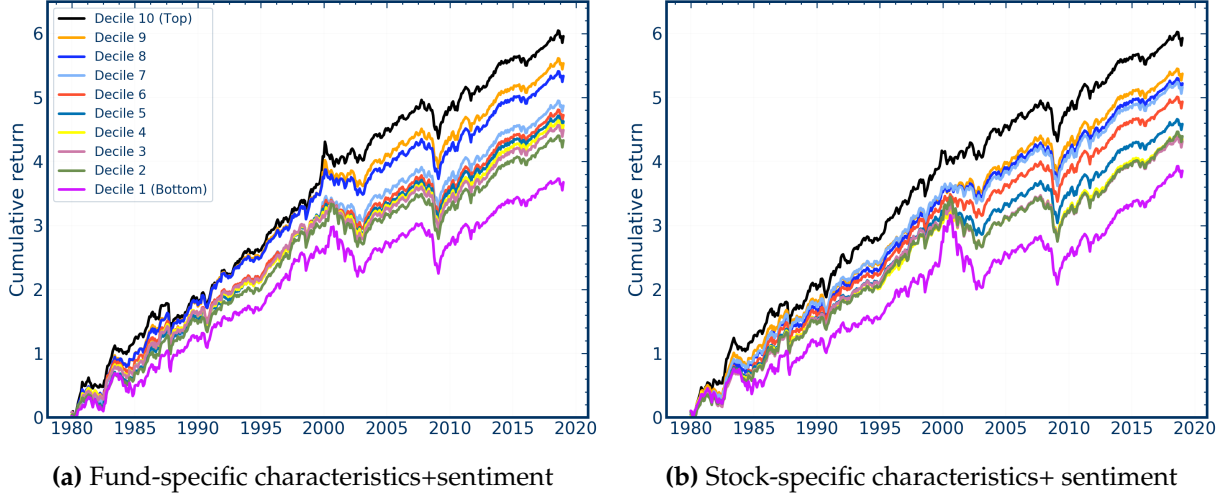 Decile 10 (Top)
Decile 9
Decile 8
Decile 7
Decile 6
Decile 5
Decile 4
Decile 3
Decile 2
Decile 1 (Bottom)
Cumulative return
6
5
4
3
2
1
0
1980 1985 1990 1995 2000 2005 2010 2015 2020
(a) Fund-specific characteristics+sentiment
Cumulative return
6
5
4
3
2
1
0
1980 1985 1990 1995 2000 2005 2010 2015 2020
(b) Stock-specific characteristics+ sentiment